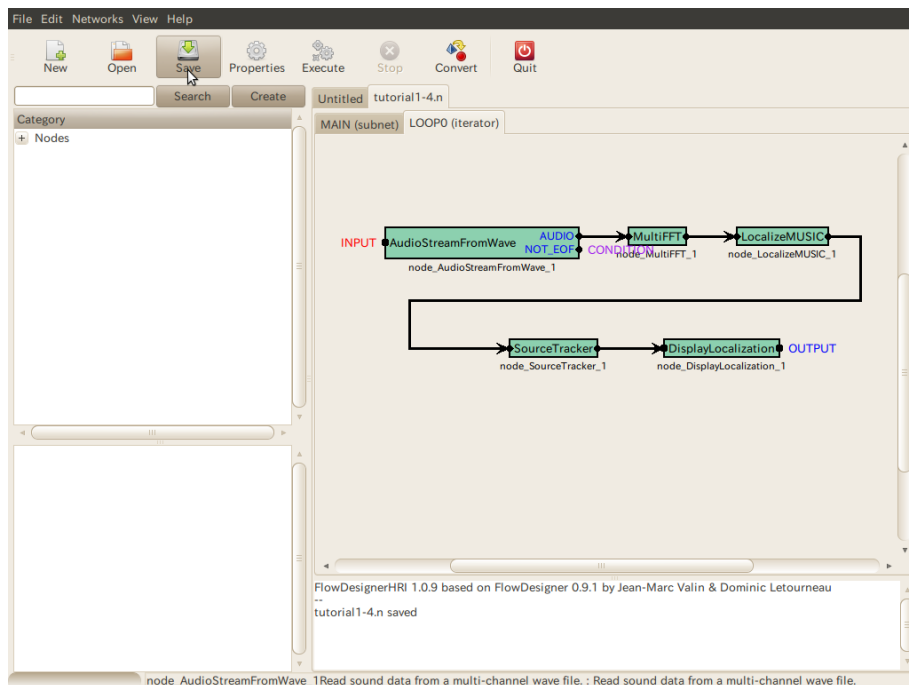 File Edit Networks View Help
New Open Save Properties Execute Stop Convert Quit
Search Create
Untitled tutorial1-4.n
Category
MAIN (subnet) LOOP0 (iterator)
Nodes
INPUT AudioStreamFromWave AUDIO MultiFFT LocalizeMUSIC
NOT_EOF CONDITION
node_AudioStreamFromWave_1 node_MultiFFT_1 node_LocalizeMUSIC_1
SourceTracker DisplayLocalization OUTPUT
node_SourceTracker_1 node_DisplayLocalization_1
FlowDesignerHRI 1.0.9 based on FlowDesigner 0.9.1 by Jean-Marc Valin & Dominic Letourneau
--
tutorial1-4.n saved
node_AudioStreamFromWave_1Read sound data from a multi-channel wave file. : Read sound data from a multi-channel wave file.